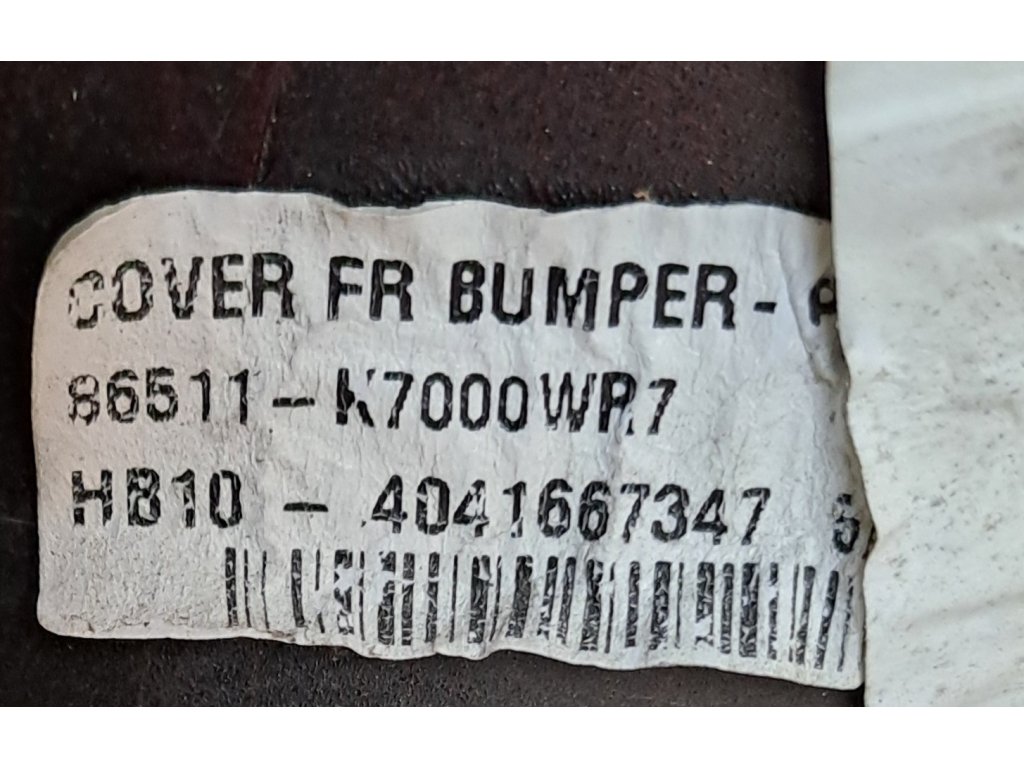 COVER FR BUMPER-
86511-K7000WR7
HB10 - 4041667347